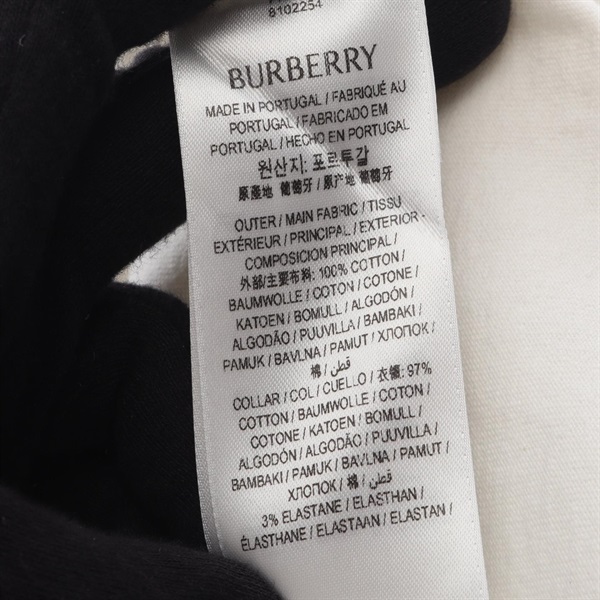 8102254
BURBERRY
MADE IN PORTUGAL / FABRIQUÉ AU
PORTUGAL / FABRICADO EM
PORTUGAL / HECHO EN PORTUGAL
원산지: 포르투갈
原産地 葡萄牙 / 原产地 葡萄牙
OUTER / MAIN FABRIC / TISSU
EXTÉRIEUR / PRINCIPAL / EXTERIOR -
COMPOSICION PRINCIPAL /
外部/主要布料: 100% COTTON /
BAUMWOLLE / COTON / COTONE /
KATOEN / BOMULL / ALGODÓN /
ALGODÃO / PUUVILLA / BAMBAKI /
PAMUK / BAVLNA / PAMUT / ХЛОПОК /
棉 / قطن /
COLLAR / COL / CUELLO / 衣領: 97%
COTTON / BAUMWOLLE / COTON /
COTONE / KATOEN / BOMULL /
ALGODÓN / ALGODÃO / PUUVILLA /
BAMBAKI / PAMUK / BAVLNA / PAMUT /
ХЛОПОК / 棉 / قطن /
3% ELASTANE / ELASTHAN /
ÉLASTHANE / ELASTAAN / ELASTAN /